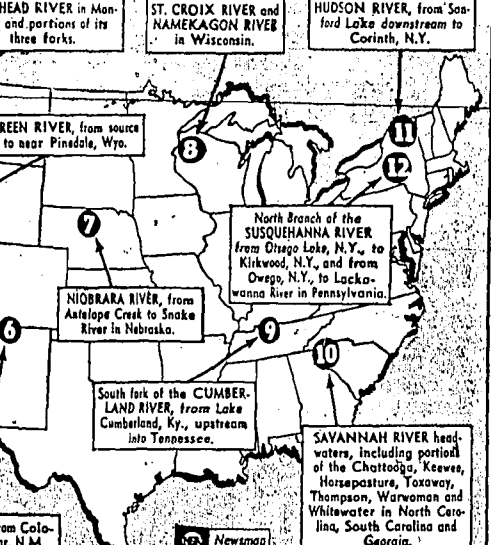 HEAD RIVER in Mon-
and portions of its
three forks.
ST. CROIX RIVER and
NAMEKAGON RIVER
in Wisconsin.
HUDSON RIVER, from San-
ford Lake downstream to
Corinth, N.Y.
REEN RIVER, from source
to near Pinedale, Wyo.
8
11
12
7
North Branch of the
SUSQUEHANNA RIVER
from Otsego Lake, N.Y., to
Kirkwood, N.Y., and from
Owego, N.Y., to Lacka-
wanna River in Pennsylvania.
NIOBRARA RIVER, from
Antelope Creek to Snake
River in Nebraska.
6
9
10
South fork of the CUMBER-
LAND RIVER, from Lake
Cumberland, Ky., upstream
into Tennessee.
SAVANNAH RIVER head-
waters, including portions
of the Chattooga, Keewee,
Horsepasture, Toxaway,
Thompson, Warwoman and
Whitewater in North Caro-
lina, South Carolina and
Georgia.
om Colo-
N.M.
Newsmap